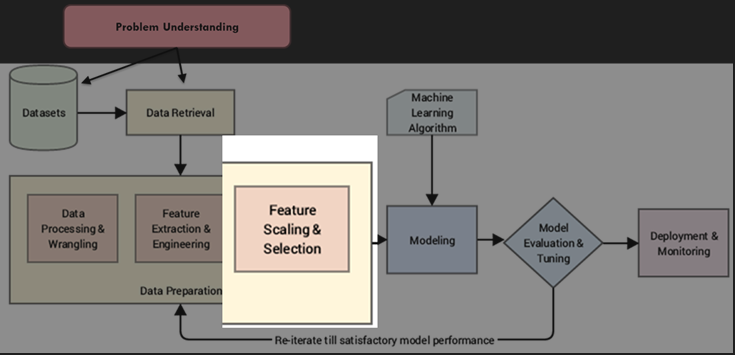 Problem Understanding
Datasets
Data Retrieval
Machine
Learning
Algorithm
Data
Processing &
Wrangling
Feature
Extraction &
Engineering
Feature
Scaling &
Selection
Data Preparation
Modeling
Model
Evaluation &
Tuning
Deployment &
Monitoring
Re-iterate till satisfactory model performance